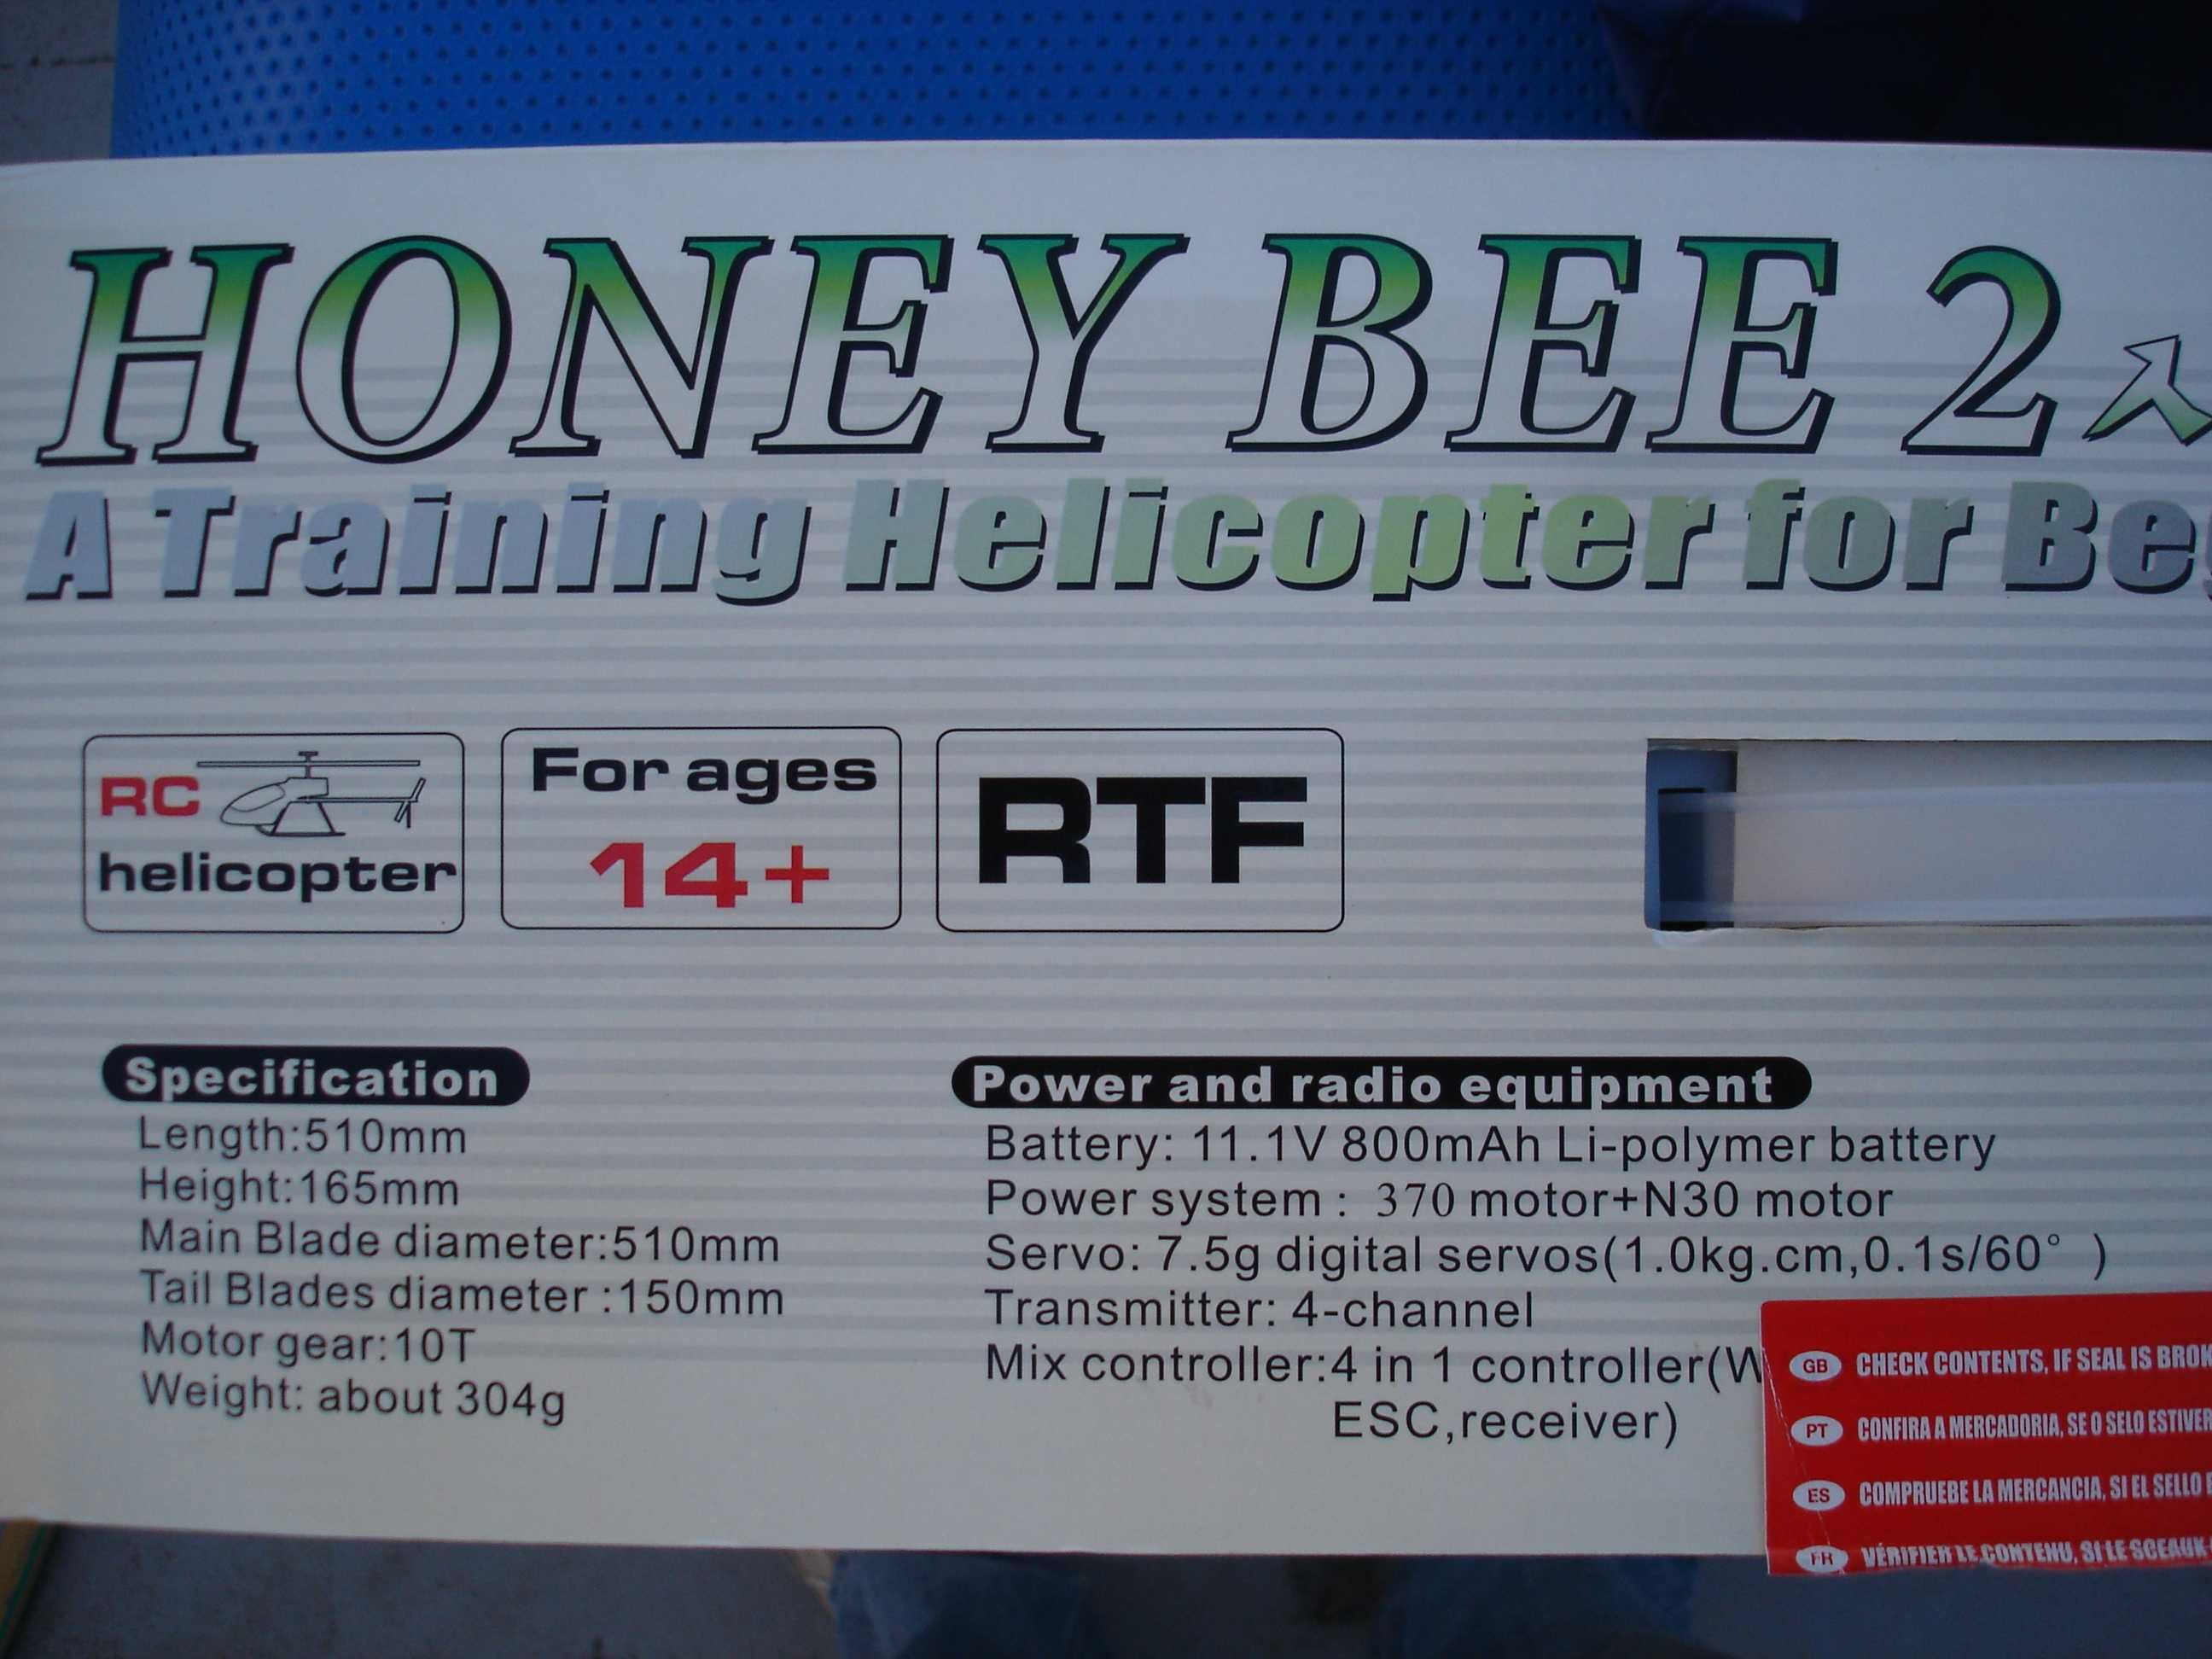 HONEY BEE 2
A Training Helicopter for
RC
helicopter
For ages
14+
RTF
Specification
Length:510mm
Height:165mm
Main Blade diameter:510mm
Tail Blades diameter :150mm
Motor gear:10T
Weight: about 304g
Power and radio equipment
Battery: 11.1V 800mAh Li-polymer battery
Power system : 370 motor+N30 motor
Servo: 7.5g digital servos(1.0kg.cm,0.1s/60° )
Transmitter: 4-channel
Mix controller:4 in 1 controller(
ESC,receiver)
GB CHECK CONTENTS, IF SEAL IS
PT CONFIRA A MERCADORIA, SE O SELO
ES COMPRUEBE LA MERCANCIA, SI EL SELLO
FR VÉRIFIER LE CONTENU, SI LE SCEAUX